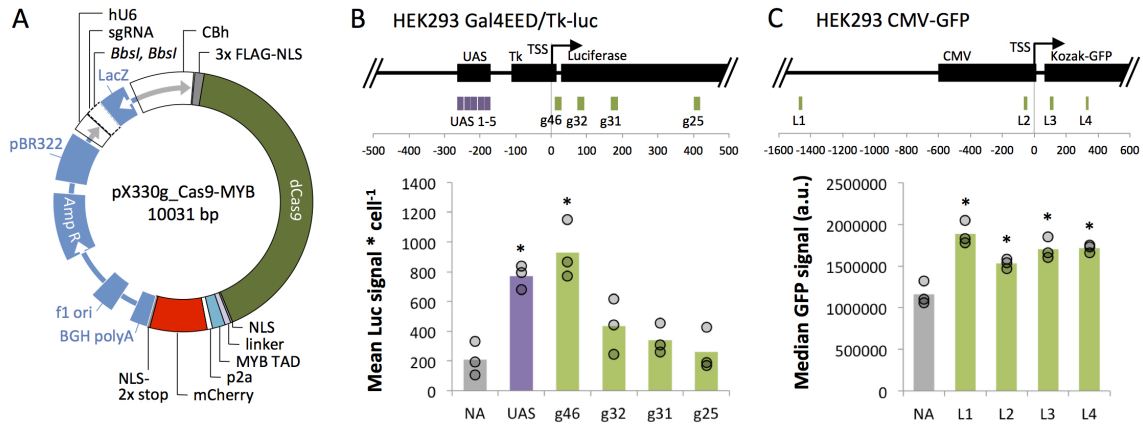 A
hU6
sgRNA
BbsI, BbsI
LacZ
CBh
3x FLAG-NLS
pBR322
pX330g_Cas9-MYB
10031 bp
dCas9
Amp R
f1 ori
BGH polyA
NLS
linker
MYB TAD
p2a
mCherry
NLS-
2x stop
B
HEK293 Gal4EED/Tk-luc
UAS
Tk
TSS
Luciferase
UAS 1-5
g46
g32
g31
g25
-500 -400 -300 -200 -100 0 100 200 300 400 500
Mean Luc signal * cell-1
1400
1200
1000
800
600
400
200
0
*
*
NA UAS g46 g32 g31 g25
C
HEK293 CMV-GFP
CMV
TSS
Kozak-GFP
L1
L2
L3
L4
-1600 -1400 -1200 -1000 -800 -600 -400 -200 0 200 400 600
Median GFP signal (a.u.)
2500000
2000000
1500000
1000000
500000
0
*
*
*
*
NA L1 L2 L3 L4